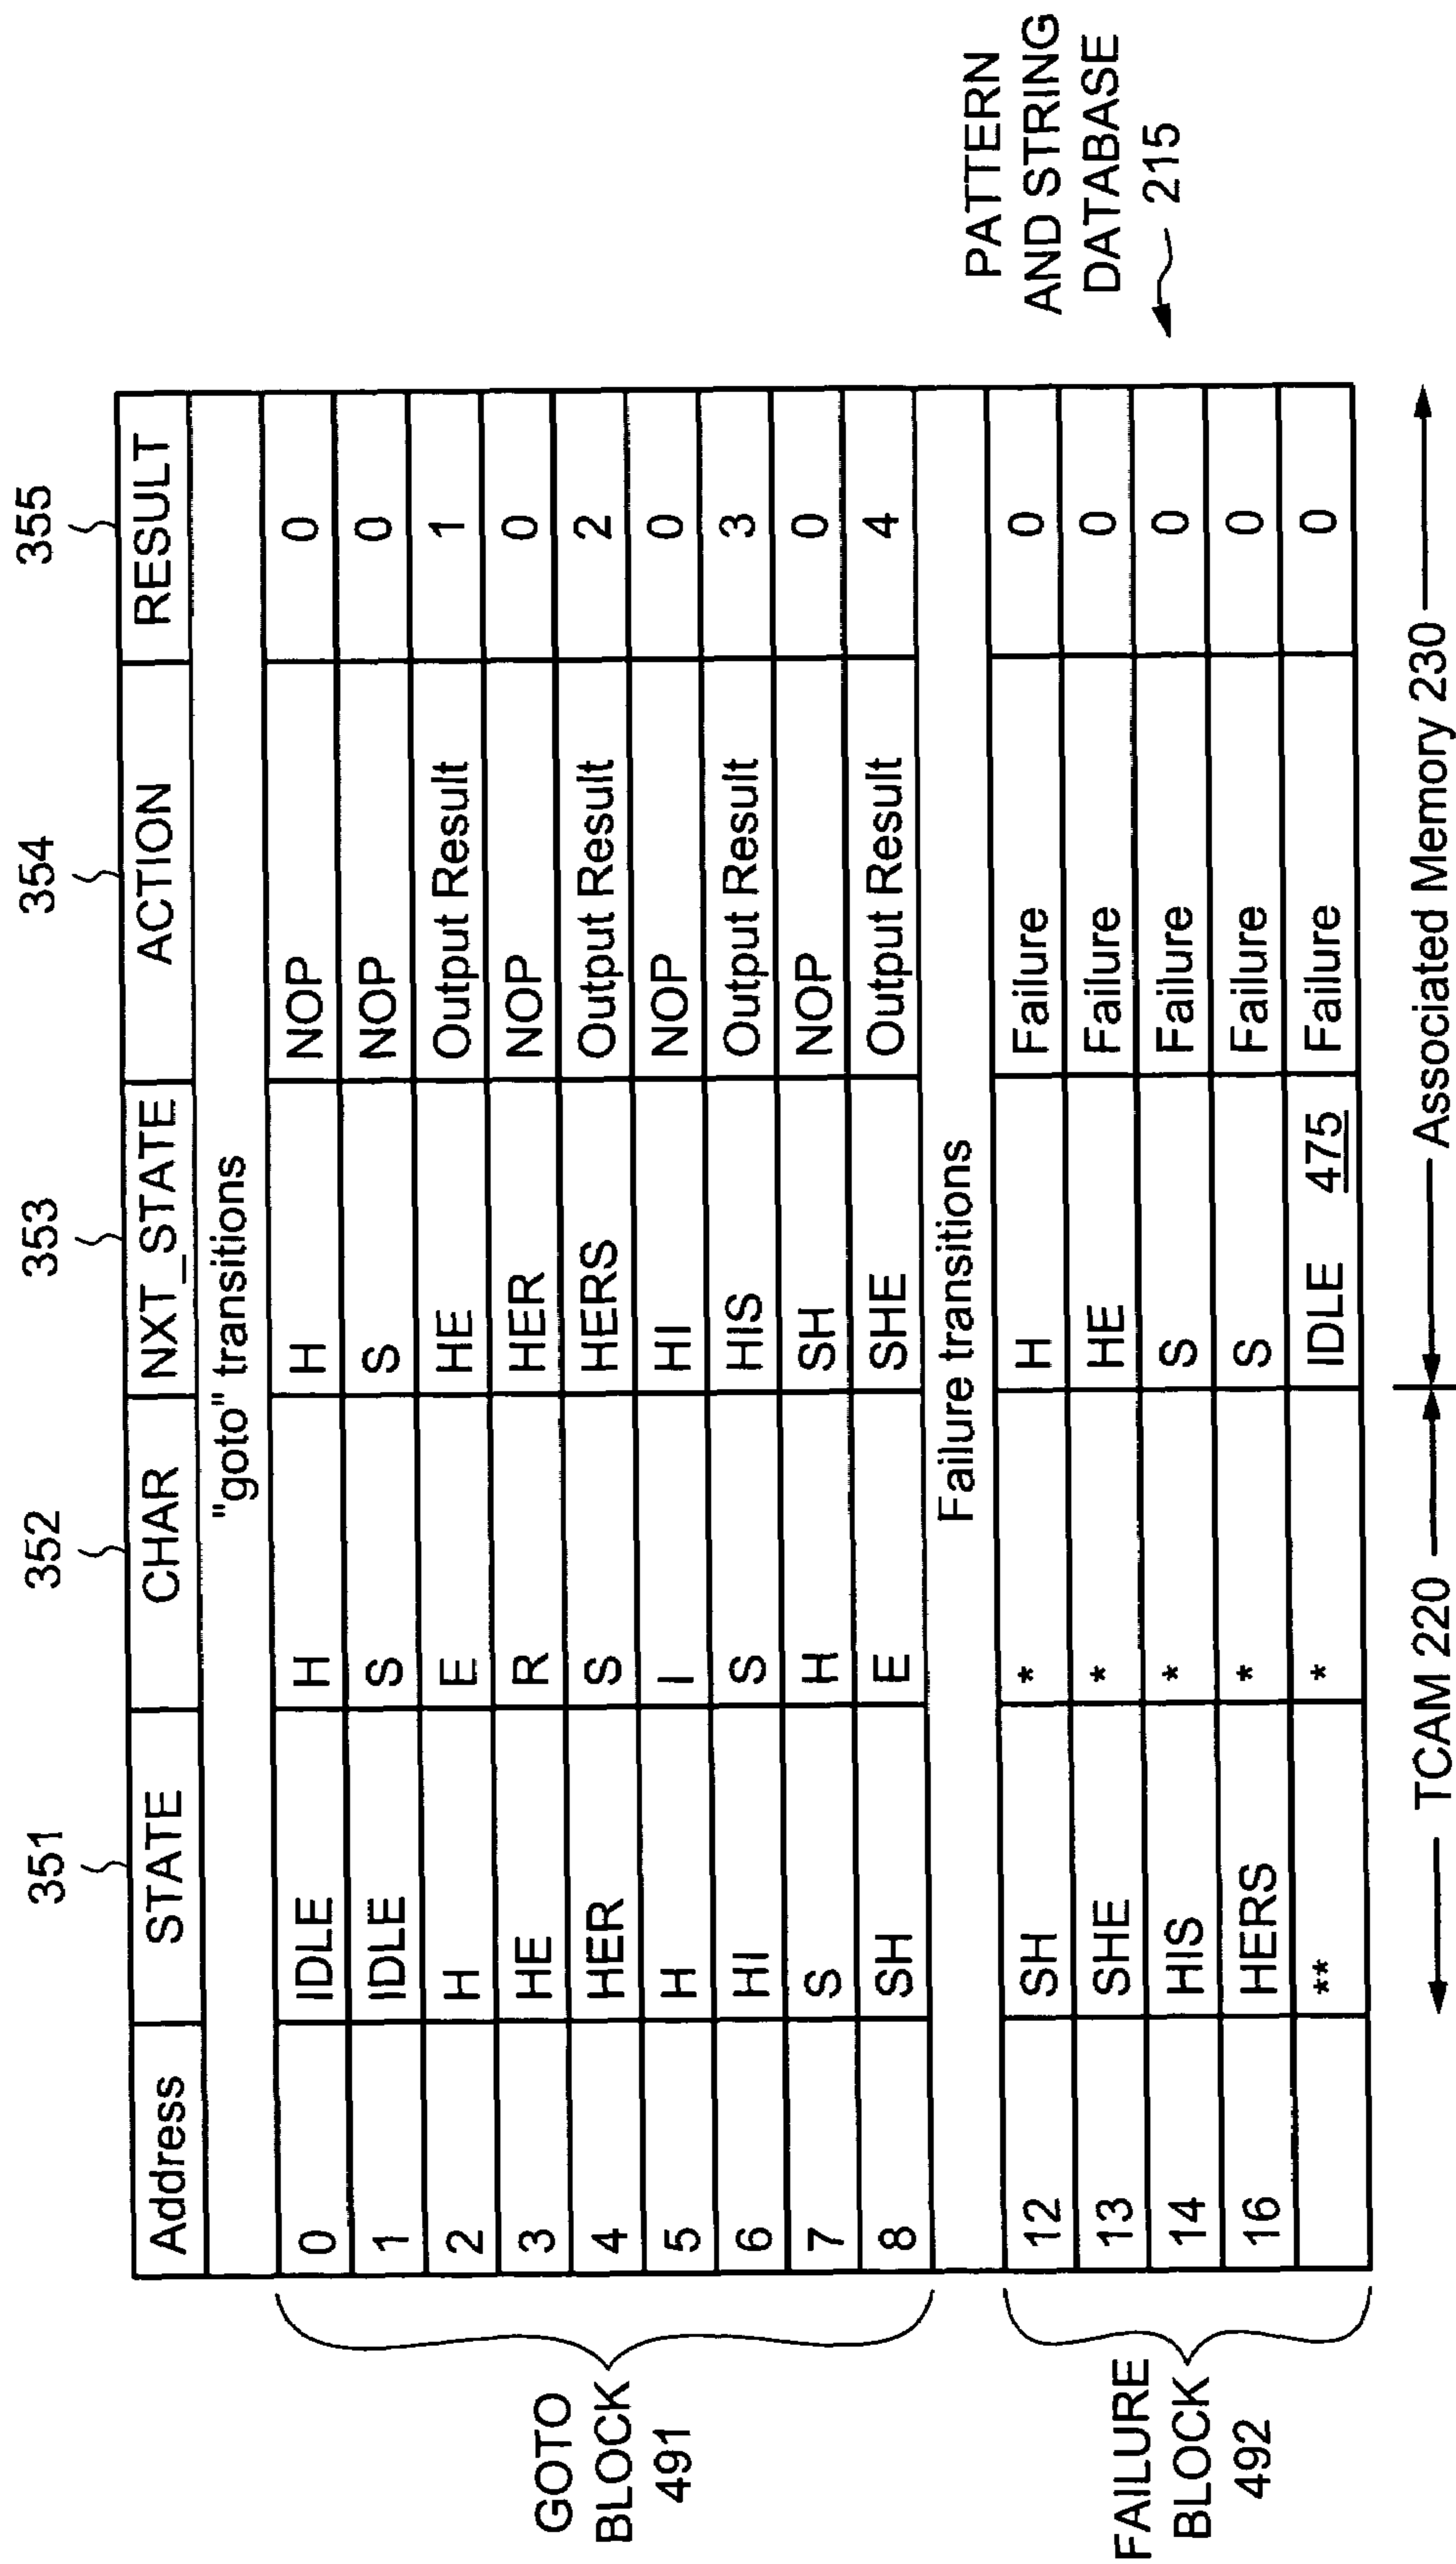 351 352 353 354 355
Address STATE CHAR NXT_STATE ACTION RESULT
"goto" transitions
0 IDLE H H NOP 0
1 IDLE S S NOP 0
2 H E HE Output Result 1
3 HE R HER NOP 0
4 HER S HERS Output Result 2
5 H I HI NOP 0
6 HI S HIS Output Result 3
7 S H SH NOP 0
8 SH E SHE Output Result 4
GOTO
BLOCK
491
Failure transitions
12 SH * H Failure 0
13 SHE * HE Failure 0
14 HIS * S Failure 0
16 HERS * S Failure 0
** * IDLE 475 Failure 0
FAILURE
BLOCK
492
TCAM 220 Associated Memory 230
PATTERN
AND STRING
DATABASE
215